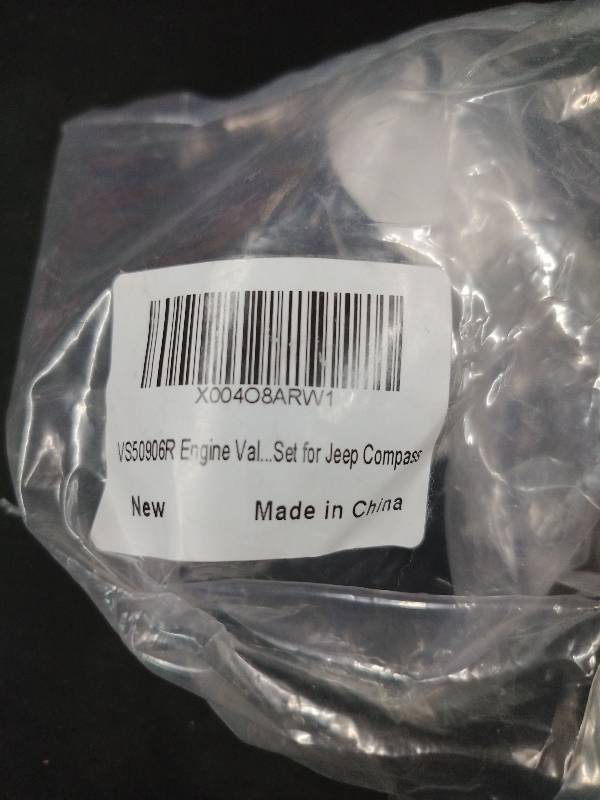 X004O8ARW1
VS50906R Engine Val...Set for Jeep Compass
New Made in China